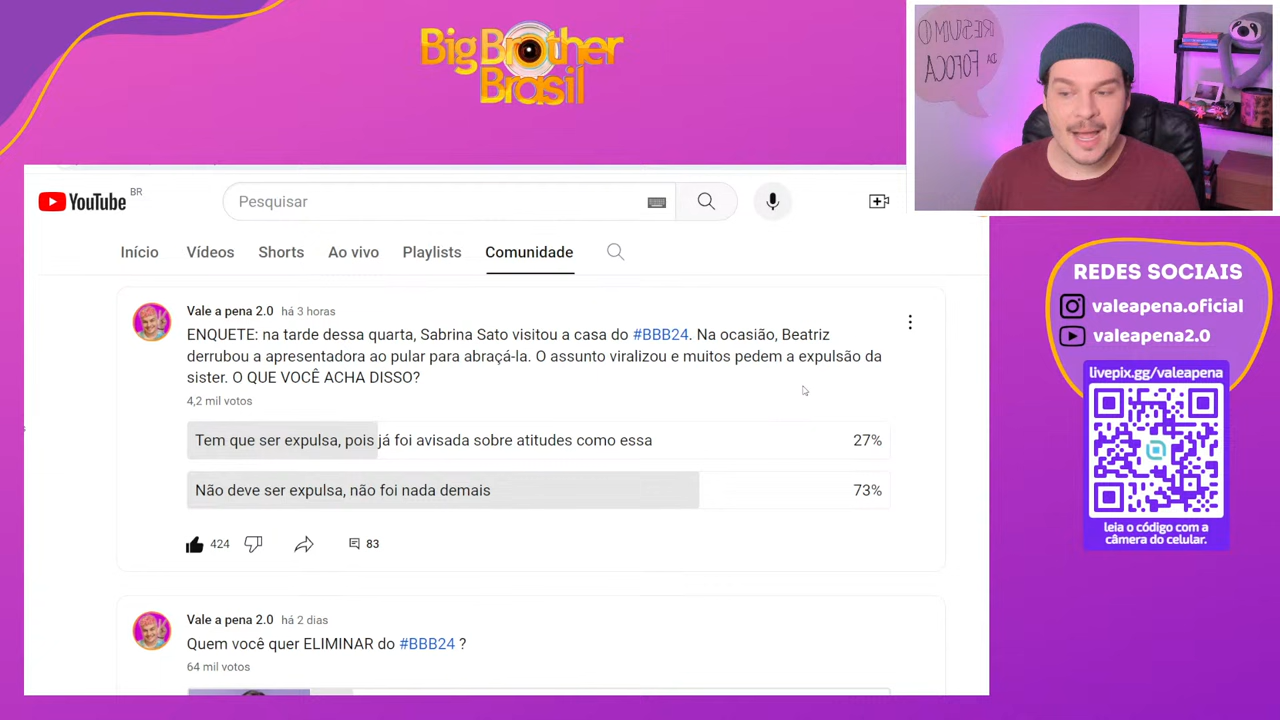 Big Brother
Brasil
RESUMO
DA
FOFOCA
YouTube BR
Pesquisar
Início Vídeos Shorts Ao vivo Playlists Comunidade
Vale a pena 2.0 há 3 horas
ENQUETE: na tarde dessa quarta, Sabrina Sato visitou a casa do #BBB24. Na ocasião, Beatriz
derrubou a apresentadora ao pular para abraçá-la. O assunto viralizou e muitos pedem a expulsão da
sister. O QUE VOCÊ ACHA DISSO?
4,2 mil votos
Tem que ser expulsa, pois já foi avisada sobre atitudes como essa 27%
Não deve ser expulsa, não foi nada demais 73%
424 83
Vale a pena 2.0 há 2 dias
Quem você quer ELIMINAR do #BBB24 ?
64 mil votos
REDES SOCIAIS
valeapena.oficial
valeapena2.0
livepix.gg/valeapena
leia o código com a
câmera do celular.